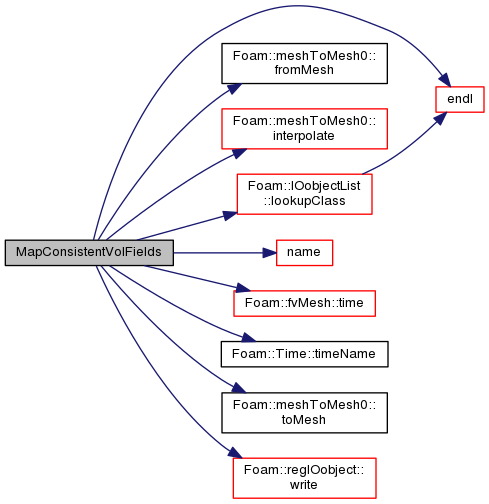 Foam::meshToMesh0::
fromMesh
endl
Foam::meshToMesh0::
interpolate
Foam::IOobjectList
::lookupClass
MapConsistentVolFields
name
Foam::fvMesh::time
Foam::Time::timeName
Foam::meshToMesh0::
toMesh
Foam::regIOobject::
write